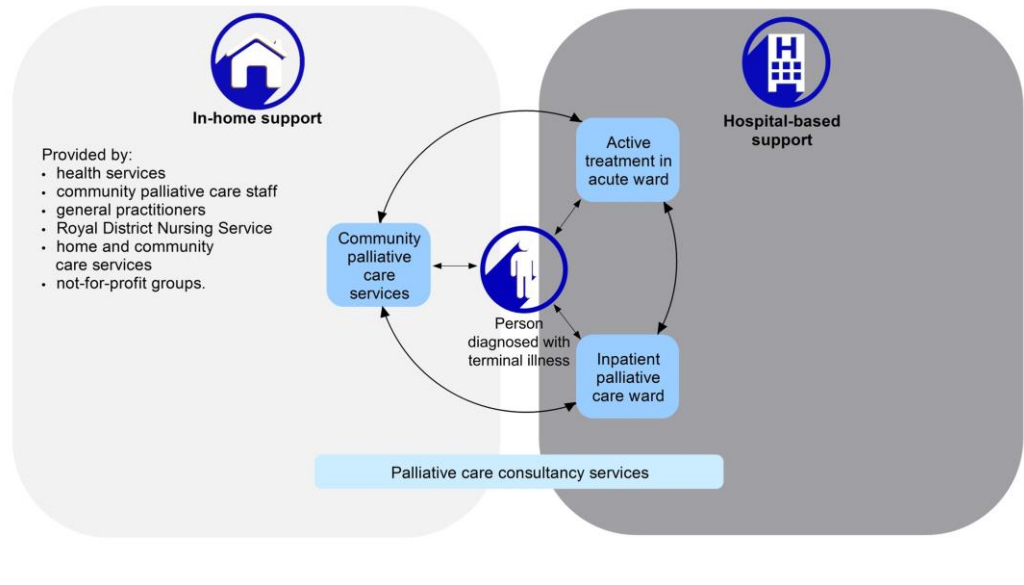 In-home support
Provided by:
• health services
• community palliative care staff
• general practitioners
• Royal District Nursing Service
• home and community
care services
• not-for-profit groups.
H
Hospital-based
support
Active
treatment in
acute ward
Community
palliative
care
services
Person
diagnosed with
terminal illness
Inpatient
palliative
care ward
Palliative care consultancy services